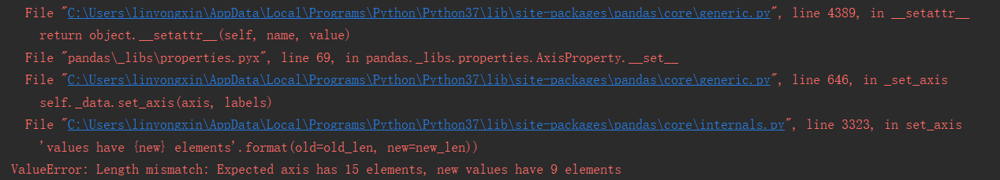 File "C:\Users\linyongxin\AppData\Local\Programs\Python\Python37\lib\site-packages\pandas\core\generic.py", line 4389, in __setattr__
return object.__setattr__(self, name, value)
File "pandas\_libs\properties.pyx", line 69, in pandas._libs.properties.AxisProperty.__set__
File "C:\Users\linyongxin\AppData\Local\Programs\Python\Python37\lib\site-packages\pandas\core\generic.py", line 646, in _set_axis
self._data.set_axis(axis, labels)
File "C:\Users\linyongxin\AppData\Local\Programs\Python\Python37\lib\site-packages\pandas\core\internals.py", line 3323, in set_axis
'values have {new} elements'.format(old=old_len, new=new_len))
ValueError: Length mismatch: Expected axis has 15 elements, new values have 9 elements